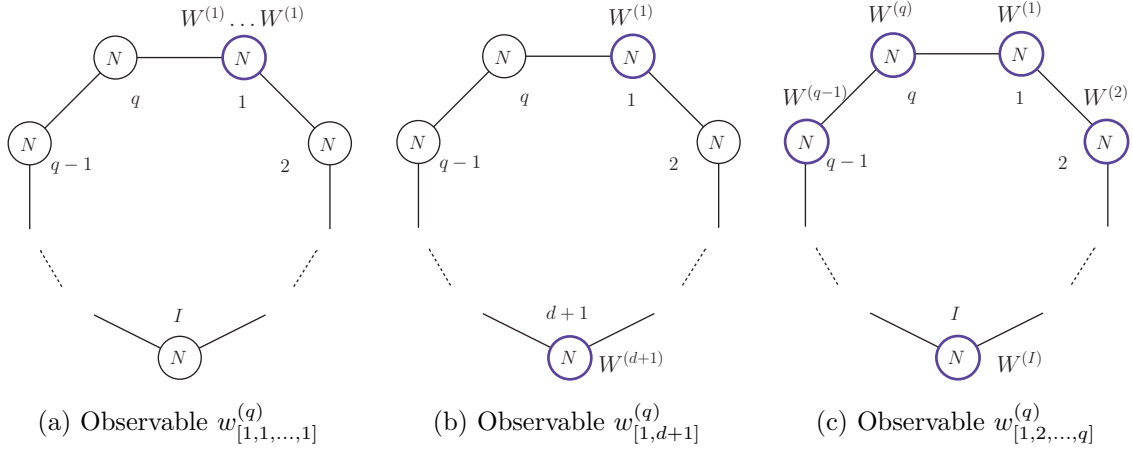 W^{(1)} ... W^{(1)}
N
N
q
1
N
N
q − 1
2
I
N
(a) Observable w^{(q)}_{[1,1,...,1]}
W^{(1)}
N
N
q
1
N
N
q − 1
2
d + 1
N
W^{(d+1)}
(b) Observable w^{(q)}_{[1,d+1]}
W^{(q)}
W^{(1)}
N
N
W^{(q−1)}
W^{(2)}
q
1
N
N
q − 1
2
I
N
W^{(I)}
(c) Observable w^{(q)}_{[1,2,...,q]}